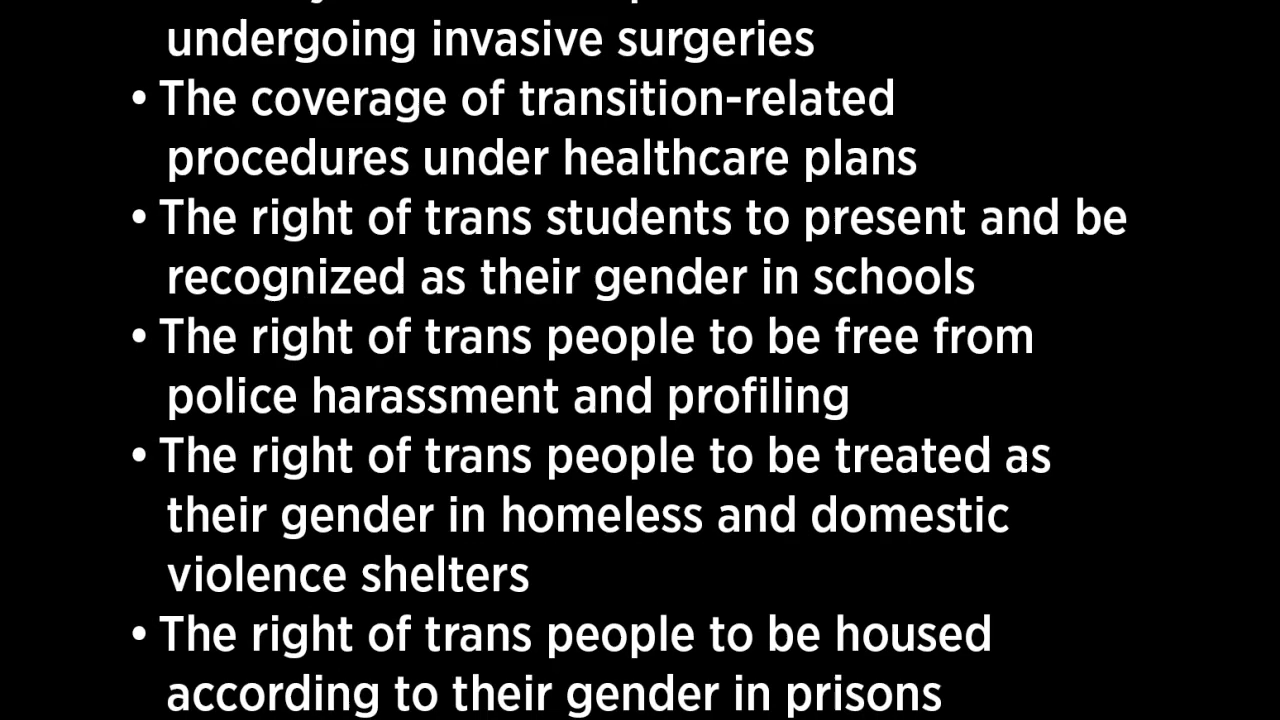 undergoing invasive surgeries
• The coverage of transition-related
procedures under healthcare plans
• The right of trans students to present and be
recognized as their gender in schools
• The right of trans people to be free from
police harassment and profiling
• The right of trans people to be treated as
their gender in homeless and domestic
violence shelters
• The right of trans people to be housed
according to their gender in prisons